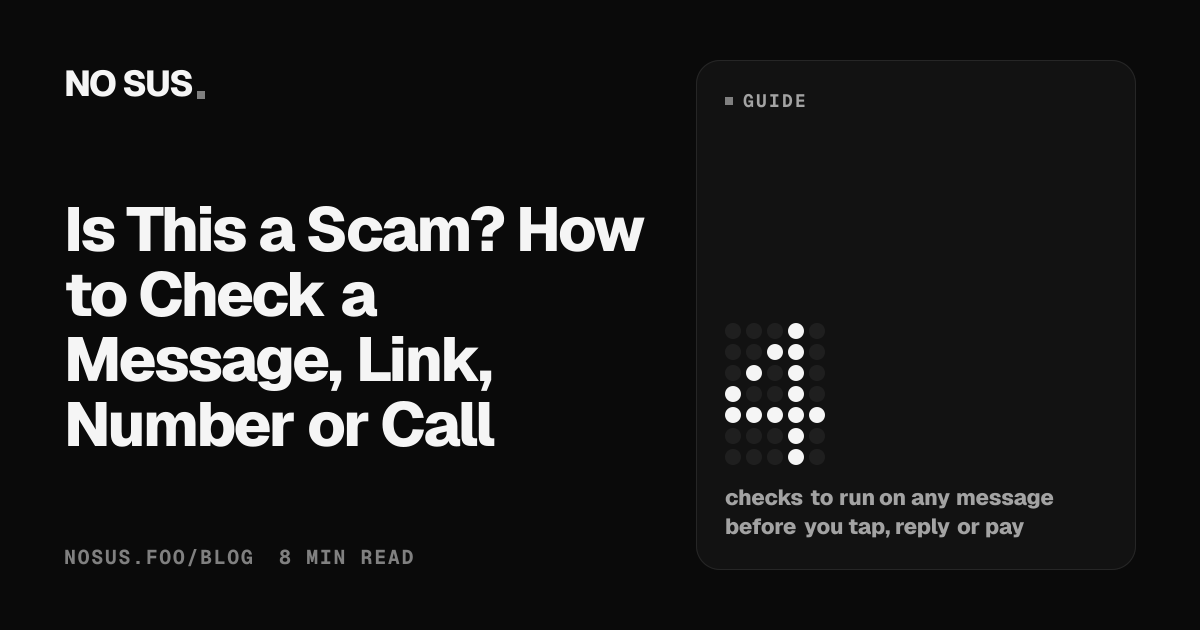 NO SUS.
Is This a Scam? How
to Check a
Message, Link,
Number or Call
NOSUS.FOO/BLOG 8 MIN READ
GUIDE
4
checks to run on any message
before you tap, reply or pay